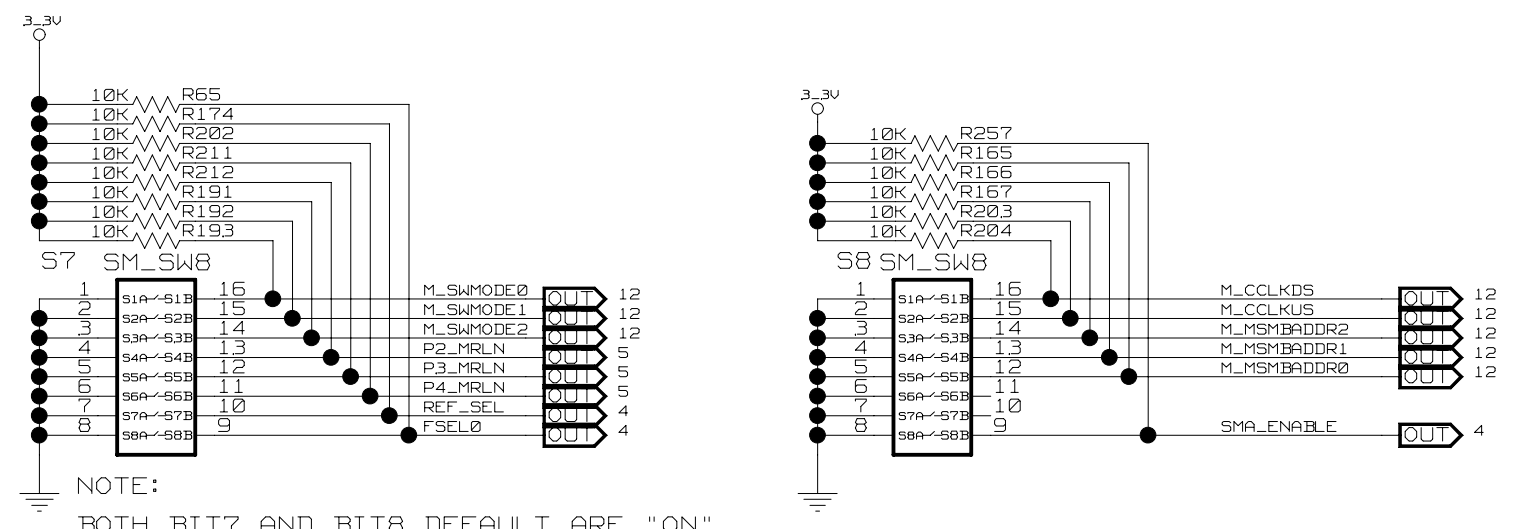 3_3V
10K R65
10K R174
10K R202
10K R211
10K R212
10K R191
10K R192
10K R193
S7 SM_SW8
1 S1A S1B 16 M_SWMODE0 OUT 12
2 S2A S2B 15 M_SWMODE1 OUT 12
3 S3A S3B 14 M_SWMODE2 OUT 12
4 S4A S4B 13 P2_MRLN OUT 5
5 S5A S5B 12 P3_MRLN OUT 5
6 S6A S6B 11 P4_MRLN OUT 5
7 S7A S7B 10 REF_SEL OUT 4
8 S8A S8B 9 FSEL0 OUT 4
NOTE:
BOTH BIT7 AND BIT8 DEFAULT ARE "ON"
3_3V
10K R257
10K R165
10K R166
10K R167
10K R203
10K R204
S8 SM_SW8
1 S1A S1B 16 M_CCLKDS OUT 12
2 S2A S2B 15 M_CCLKUS OUT 12
3 S3A S3B 14 M_MSMBADDR2 OUT 12
4 S4A S4B 13 M_MSMBADDR1 OUT 12
5 S5A S5B 12 M_MSMBADDR0 OUT 12
6 S6A S6B 11
7 S7A S7B 10
8 S8A S8B 9 SMA_ENABLE OUT 4